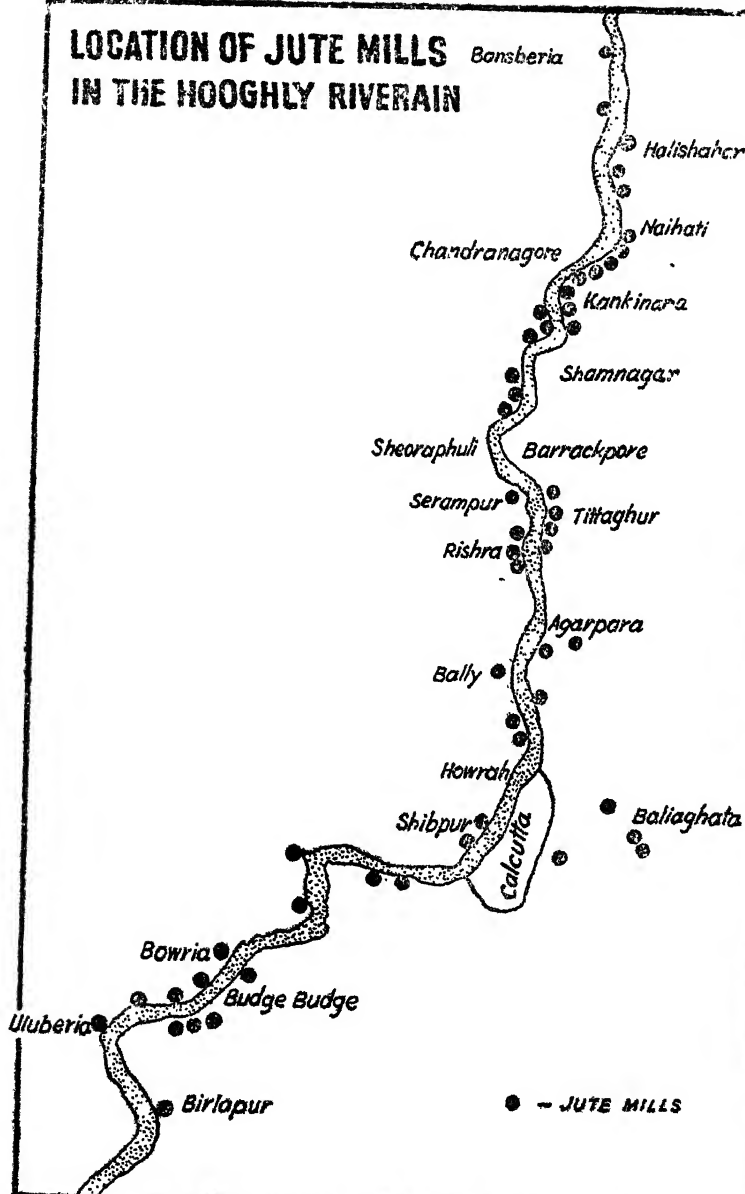 LOCATION OF JUTE MILLS
IN THE HOOGHLY RIVERAIN
Bansberia
Halishahar
Naihati
Chandranagore
Kankinara
Shamnagar
Sheoraphuli
Barrackpore
Serampur
Tittaghur
Rishra
Agarpara
Bally
Howrah
Shibpur
Calcutta
Baliaghata
Bowria
Budge Budge
Uluberia
Birlapur
- JUTE MILLS